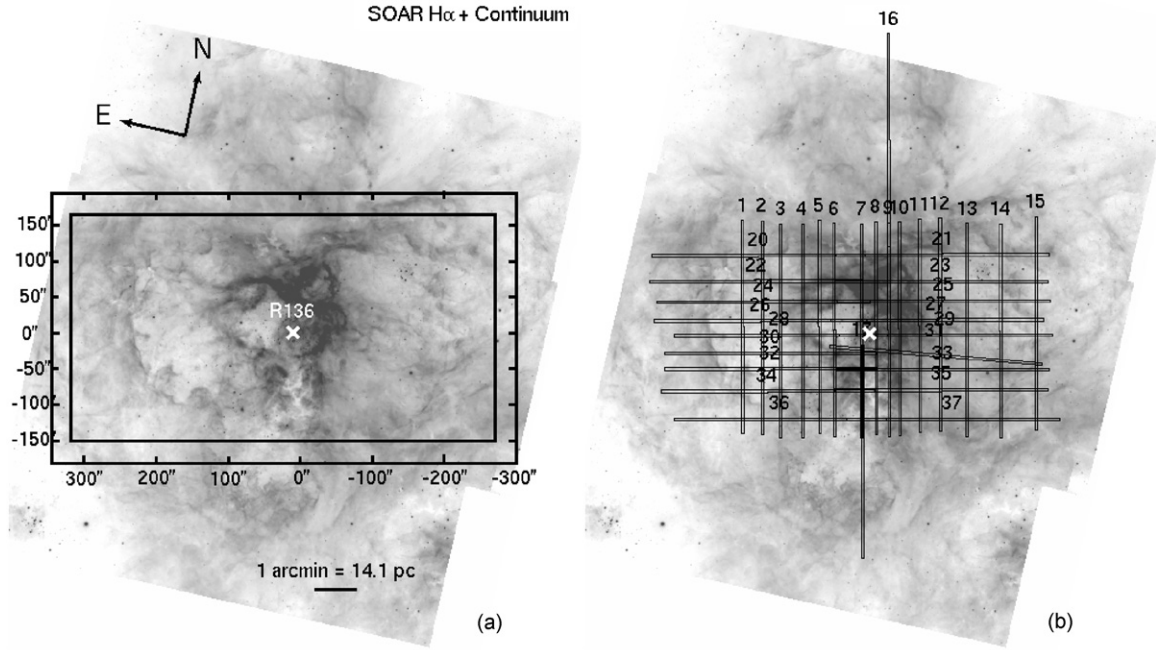 SOAR Hα + Continuum
N
E
150"
100"
50"
0"
-50"
-100"
-150"
R136
300" 200" 100" 0" -100" -200" -300"
1 arcmin = 14.1 pc
(a)
16
1 2 3 4 5 6 7 8 9 10 11 12 13 14 15
20 21
22 23
24 25
26 27
28 29
30 31
32 33
34 35
36 37
(b)